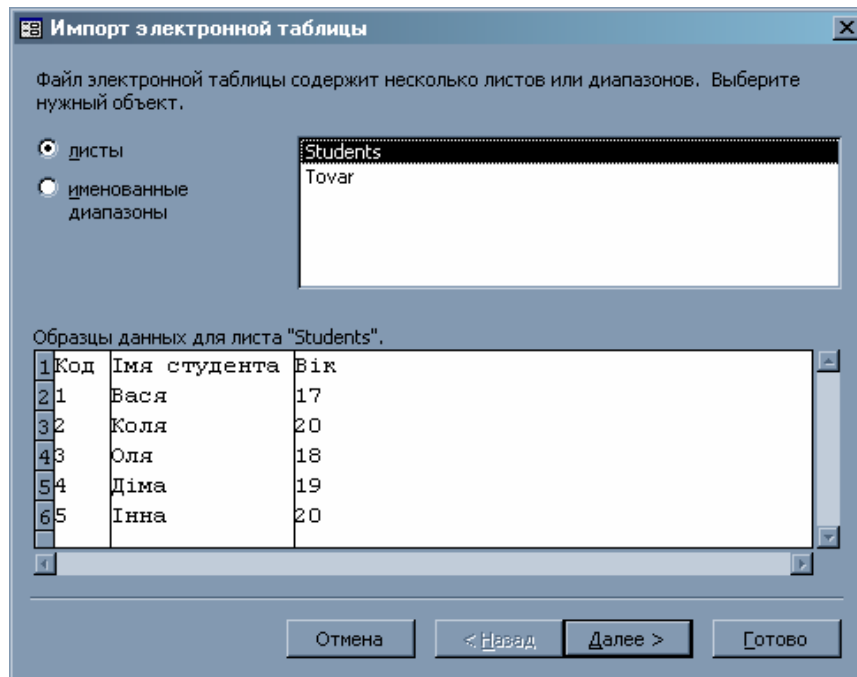 Импорт электронной таблицы
Файл электронной таблицы содержит несколько листов или диапазонов. Выберите
нужный объект.
листы
именованные
диапазоны
Students
Tovar
Образцы данных для листа "Students".
1 Код Імя студента Вік
2 1 Вася 17
3 2 Коля 20
4 3 Оля 18
5 4 Діма 19
6 5 Інна 20
Отмена < Назад Далее > Готово